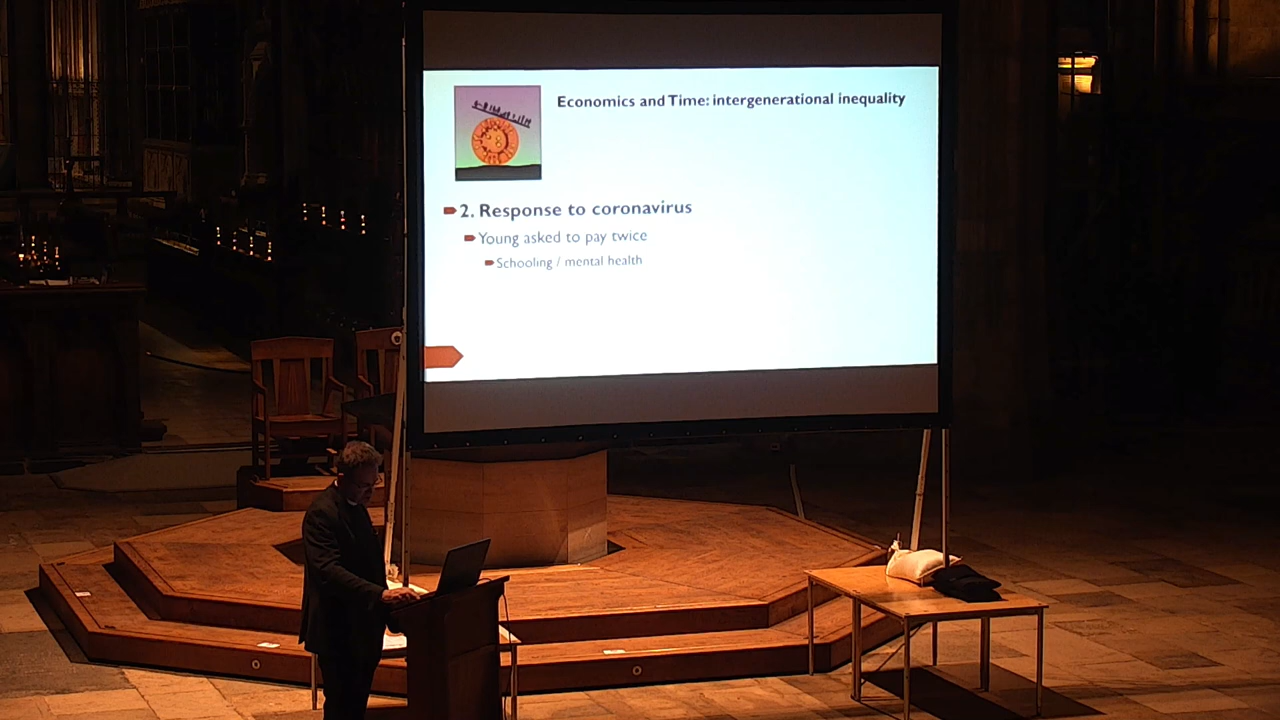 Economics and Time: intergenerational inequality
2. Response to coronavirus
Young asked to pay twice
Schooling / mental health